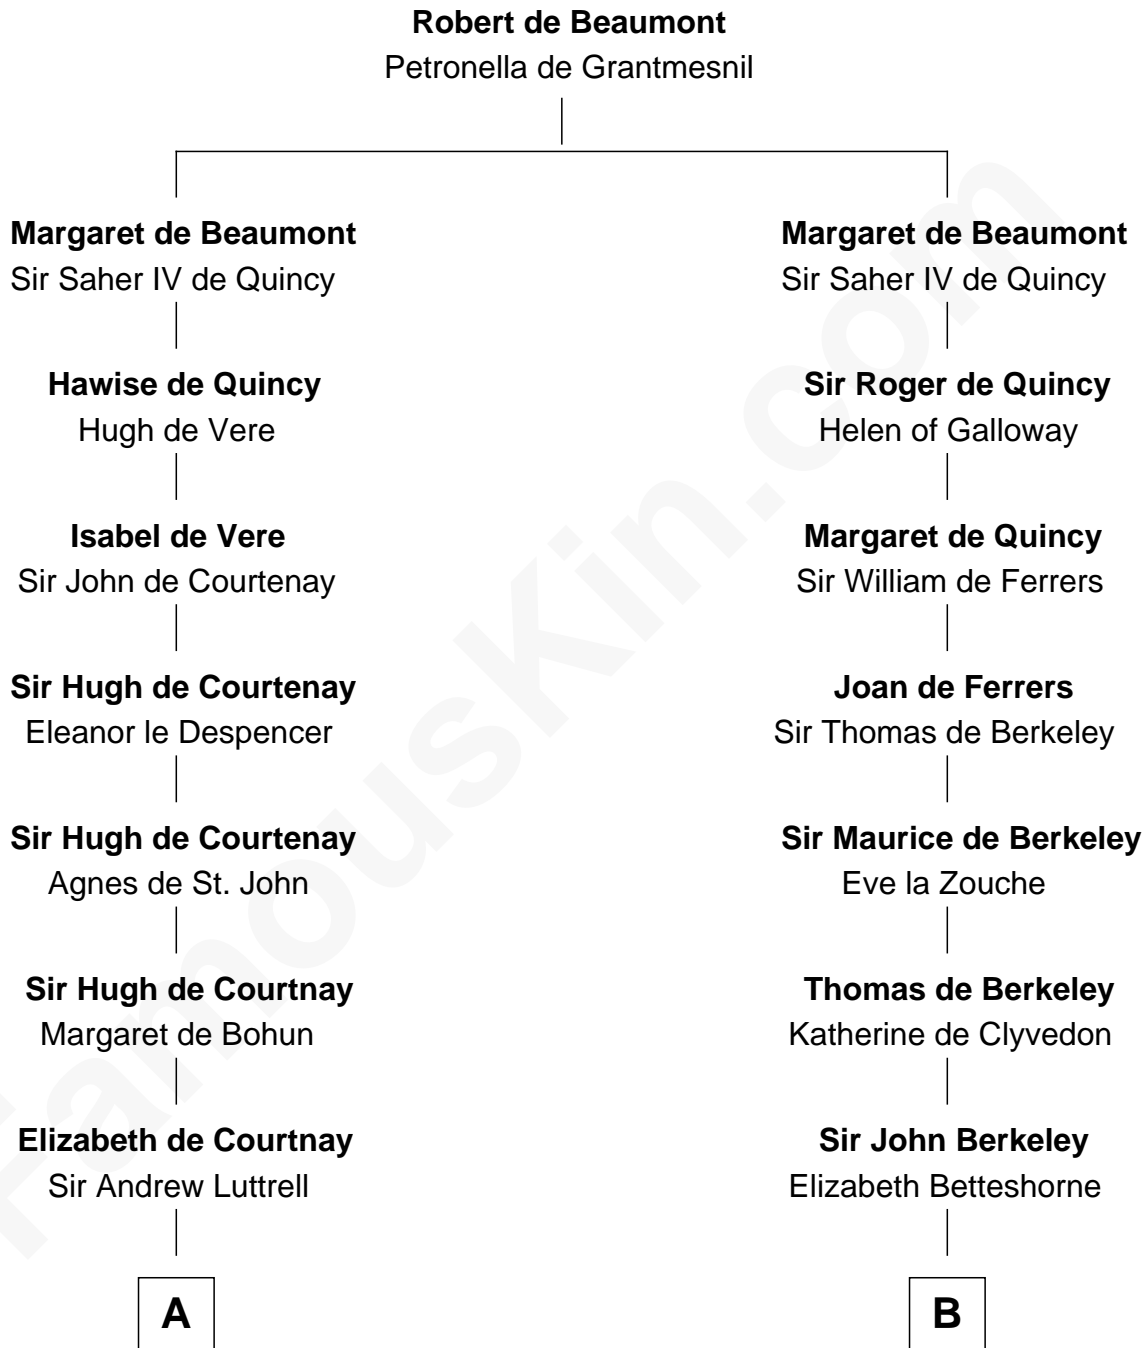 Robert de Beaumont
Petronella de Grantmesnil
Margaret de Beaumont
Sir Saher IV de Quincy
Hawise de Quincy
Hugh de Vere
Isabel de Vere
Sir John de Courtenay
Sir Hugh de Courtenay
Eleanor le Despencer
Sir Hugh de Courtenay
Agnes de St. John
Sir Hugh de Courtnay
Margaret de Bohun
Elizabeth de Courtnay
Sir Andrew Luttrell
A
Margaret de Beaumont
Sir Saher IV de Quincy
Sir Roger de Quincy
Helen of Galloway
Margaret de Quincy
Sir William de Ferrers
Joan de Ferrers
Sir Thomas de Berkeley
Sir Maurice de Berkeley
Eve la Zouche
Thomas de Berkeley
Katherine de Clyvedon
Sir John Berkeley
Elizabeth Betteshorne
B
FamousKin.com